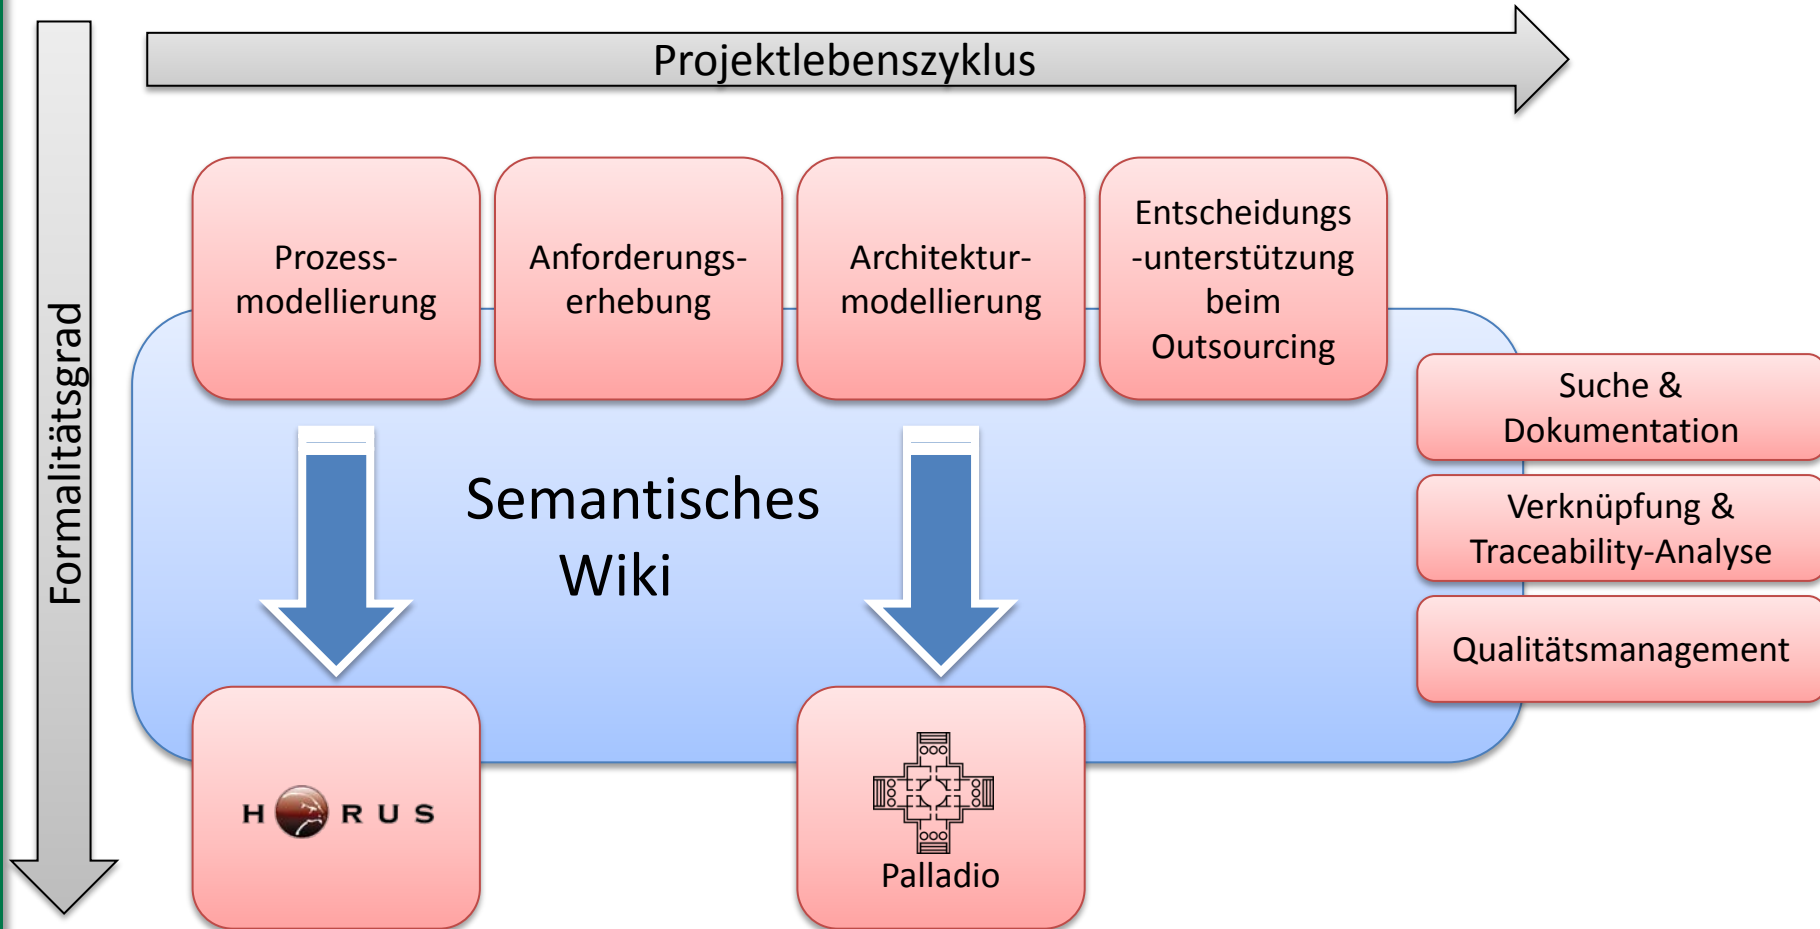 Projektlebenszyklus
Formalitätsgrad
Prozess-
modellierung
Anforderungs-
erhebung
Architektur-
modellierung
Entscheidungs
-unterstützung
beim
Outsourcing
Suche &
Dokumentation
Verknüpfung &
Traceability-Analyse
Qualitätsmanagement
Semantisches
Wiki
HORUS
Palladio